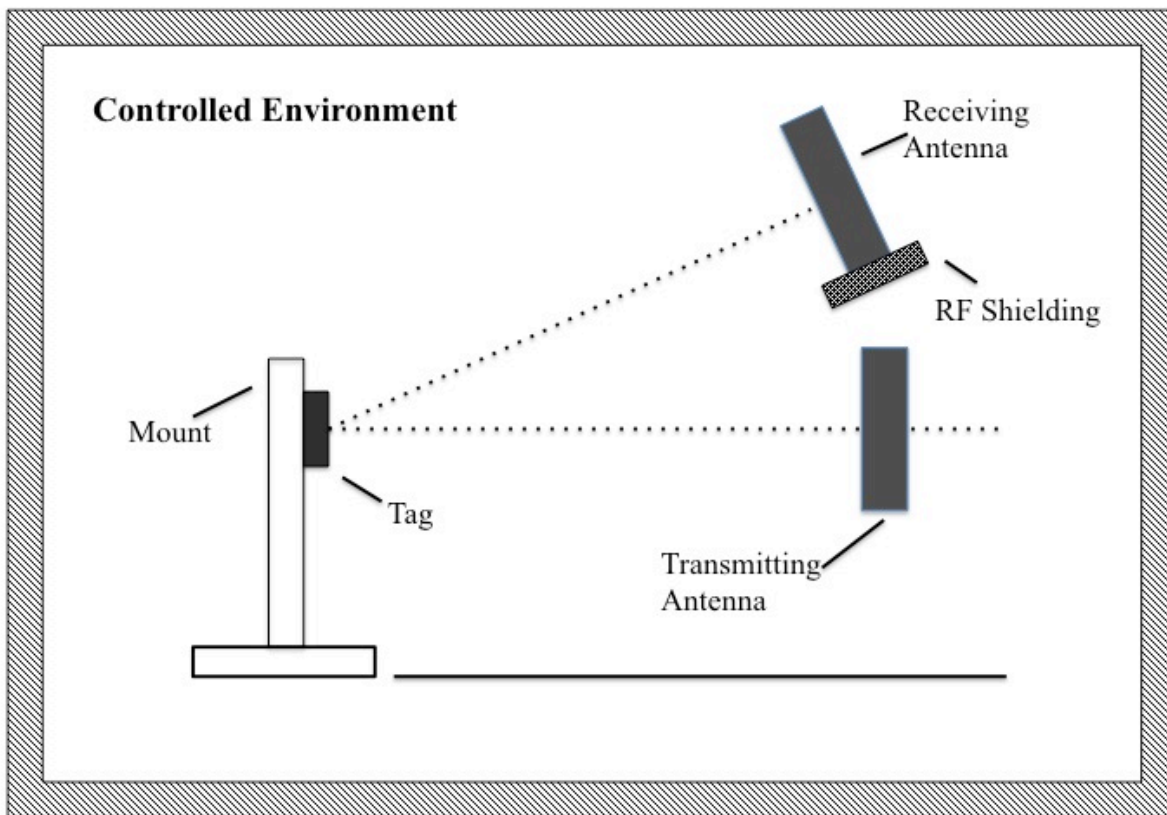 Controlled Environment
Receiving
Antenna
RF Shielding
Mount
Tag
Transmitting
Antenna